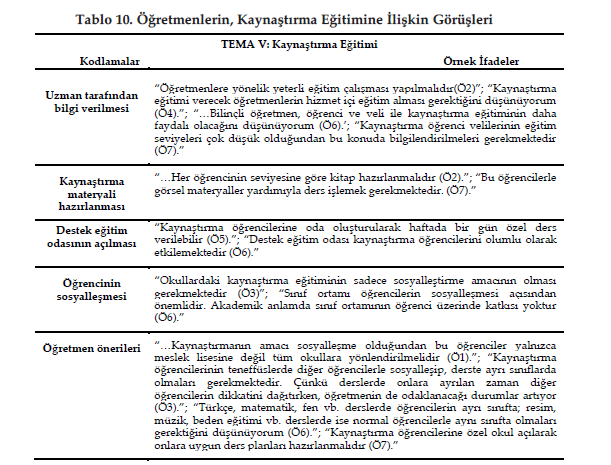 Tablo 10. Öğretmenlerin, Kaynaştırma Eğitimine İlişkin Görüşleri
TEMA V: Kaynaştırma Eğitimi
Kodlamalar
Örnek İfadeler
Uzman tarafından
bilgi verilmesi
“Öğretmenlere yönelik yeterli eğitim çalışması yapılmalıdır(Ö2)”; “Kaynaştırma
eğitimi verecek öğretmenlerin hizmet içi eğitim alması gerektiğini düşünüyorum
(Ö4).”; “…Bilinçli öğretmen, öğrenci ve veli ile kaynaştırma eğitiminin daha
faydalı olacağını düşünüyorum (Ö6).’; “Kaynaştırma öğrenci velilerinin eğitim
seviyeleri çok düşük olduğundan bu konuda bilgilendirilmeleri gerekmektedir
(Ö7).”
Kaynaştırma
materyali
hazırlanması
“…Her öğrencinin seviyesine göre kitap hazırlanmalıdır (Ö2).”; “Bu öğrencilerle
görsel materyaller yardımıyla ders işlemek gerekmektedir. (Ö7).”
Destek eğitim
odasının açılması
“Kaynaştırma öğrencilerine oda oluşturularak haftada bir gün özel ders
verilebilir (Ö5).”; “Destek eğitim odası kaynaştırma öğrencilerini olumlu olarak
etkilemektedir (Ö6).”
Öğrencinin
sosyalleşmesi
“Okullardaki kaynaştırma eğitiminin sadece sosyalleştirme amacının olması
gerekmektedir (Ö3)”; “Sınıf ortamı öğrencilerin sosyalleşmesi açısından
önemlidir. Akademik anlamda sınıf ortamının öğrenci üzerinde katkısı yoktur
(Ö6).”
Öğretmen önerileri
“…Kaynaştırmanın amacı sosyalleşme olduğundan bu öğrenciler yalnızca
meslek lisesine değil tüm okullara yönlendirilmelidir (Ö1).”; “Kaynaştırma
öğrencilerinin teneffüslerde diğer öğrencilerle sosyalleşip, derste ayrı sınıflarda
olmaları gerekmektedir. Çünkü derslerde onlara ayrılan zaman diğer
öğrencilerin dikkatini dağıtırken, öğretmenin de odaklanacağı durumlar artıyor
(Ö3).”; “Türkçe, matematik, fen vb. derslerde öğrencilerin ayrı sınıfta; resim,
müzik, beden eğitimi vb. derslerde ise normal öğrencilerle aynı sınıfta olmaları
gerektiğini düşünüyorum (Ö6).”; “Kaynaştırma öğrencilerine özel okul açılarak
onlara uygun ders planları hazırlanmalıdır (Ö7).”